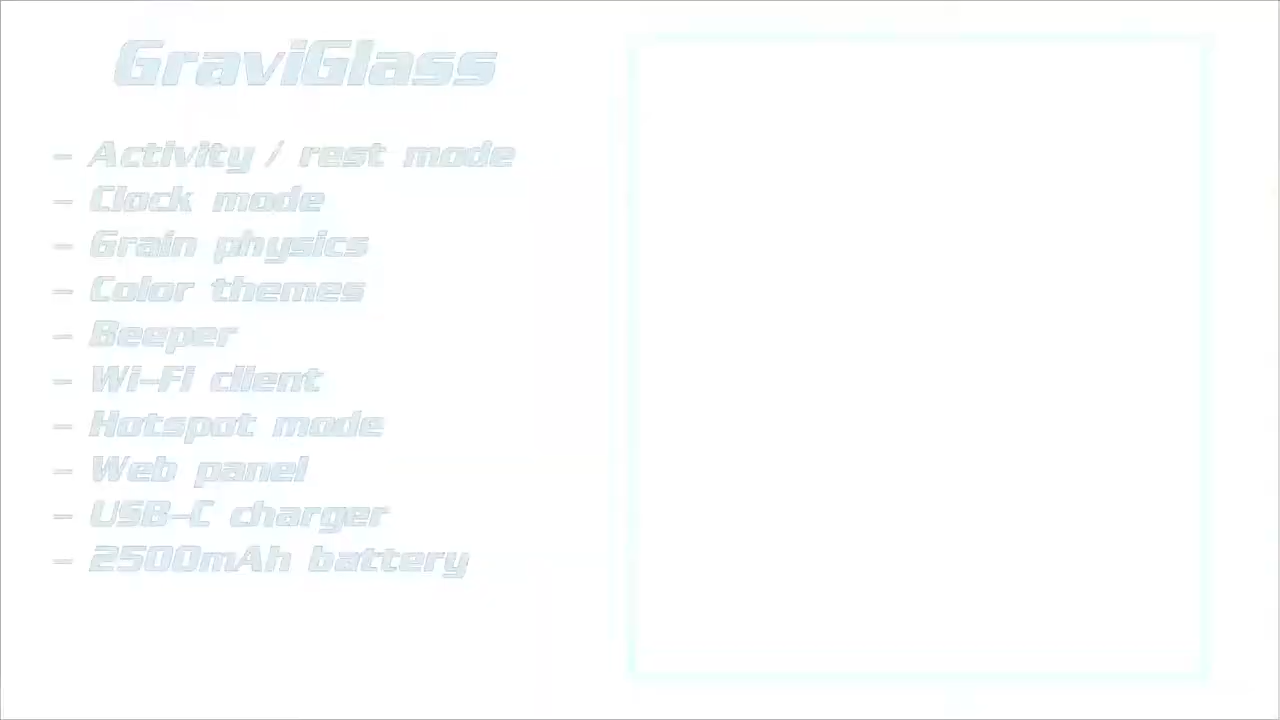 GraviGlass
- Activity / rest mode
- Clock mode
- Grain physics
- Color themes
- Beeper
- Wi-Fi client
- Hotspot mode
- Web panel
- USB-C charger
- 2500mAh battery